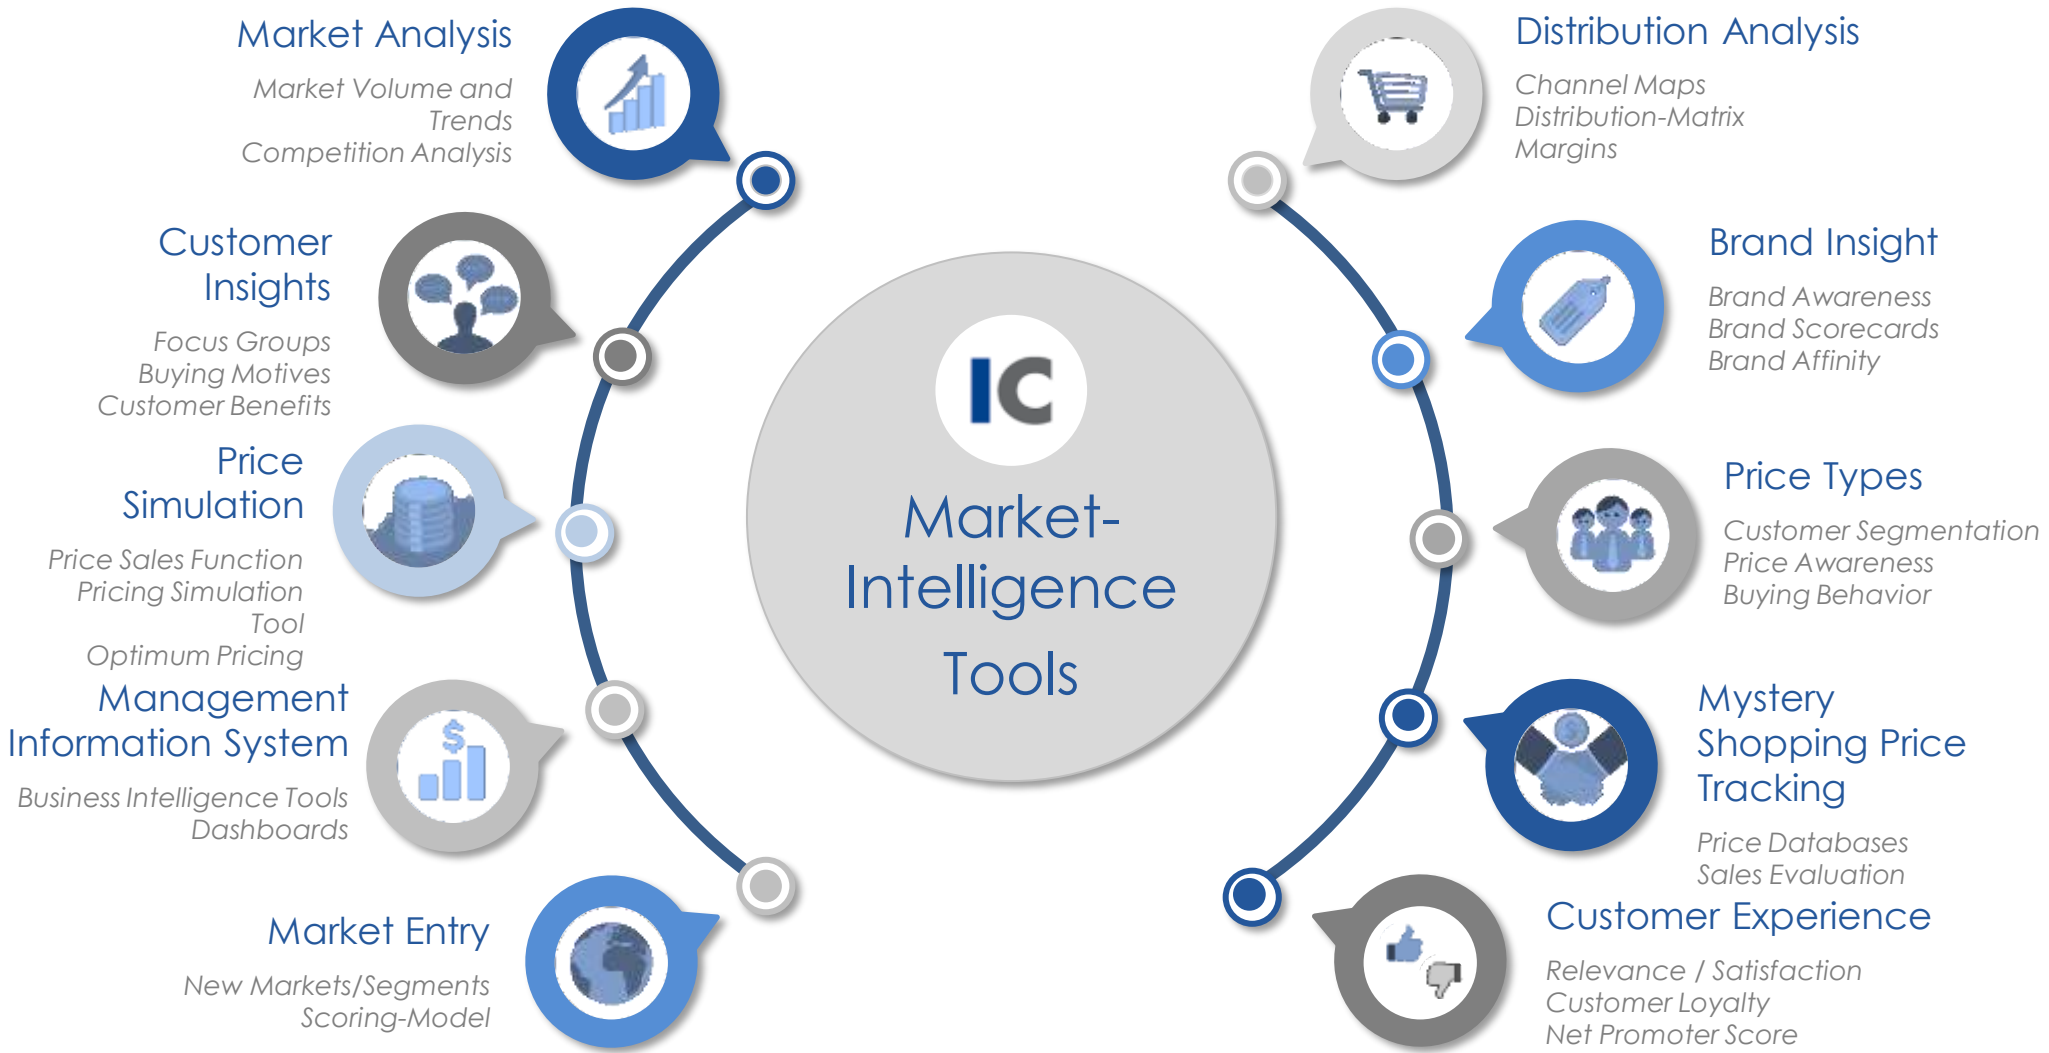 Market Analysis
Market Volume and
Trends
Competition Analysis
Customer
Insights
Focus Groups
Buying Motives
Customer Benefits
Price
Simulation
Price Sales Function
Pricing Simulation
Tool
Optimum Pricing
Management
Information System
Business Intelligence Tools
Dashboards
$
Market Entry
New Markets/Segments
Scoring-Model
IC
Market-
Intelligence
Tools
Distribution Analysis
Channel Maps
Distribution-Matrix
Margins
Brand Insight
Brand Awareness
Brand Scorecards
Brand Affinity
Price Types
Customer Segmentation
Price Awareness
Buying Behavior
Mystery
Shopping Price
Tracking
$
Price Databases
Sales Evaluation
Customer Experience
Relevance / Satisfaction
Customer Loyalty
Net Promoter Score